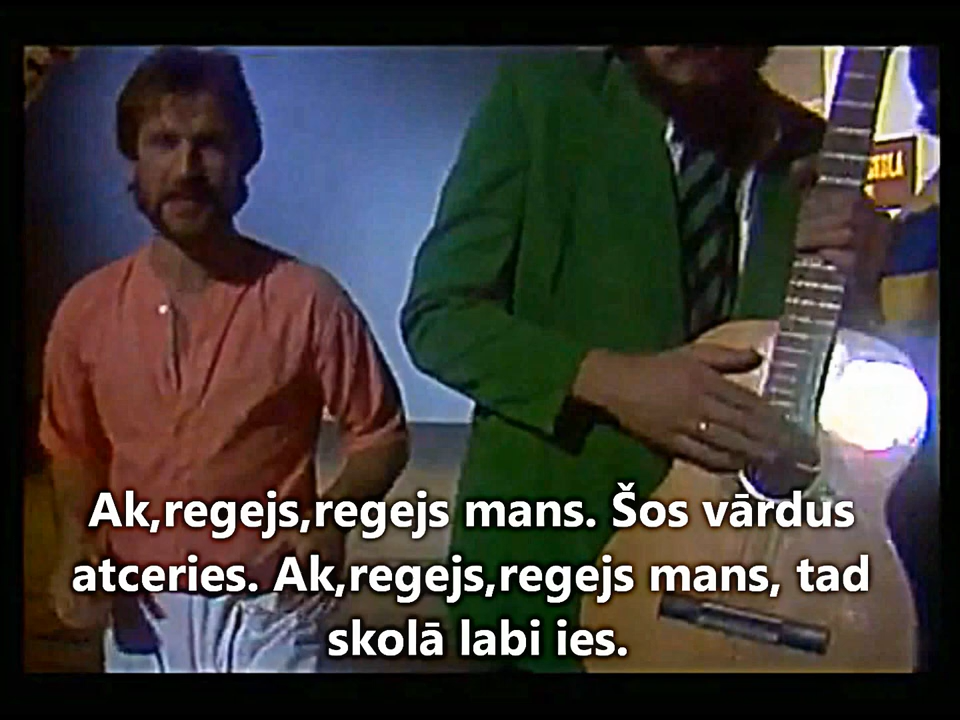 Ak,regejs,regejs mans. Šos vārdus
atceries. Ak,regejs,regejs mans, tad
skolā labi ies.